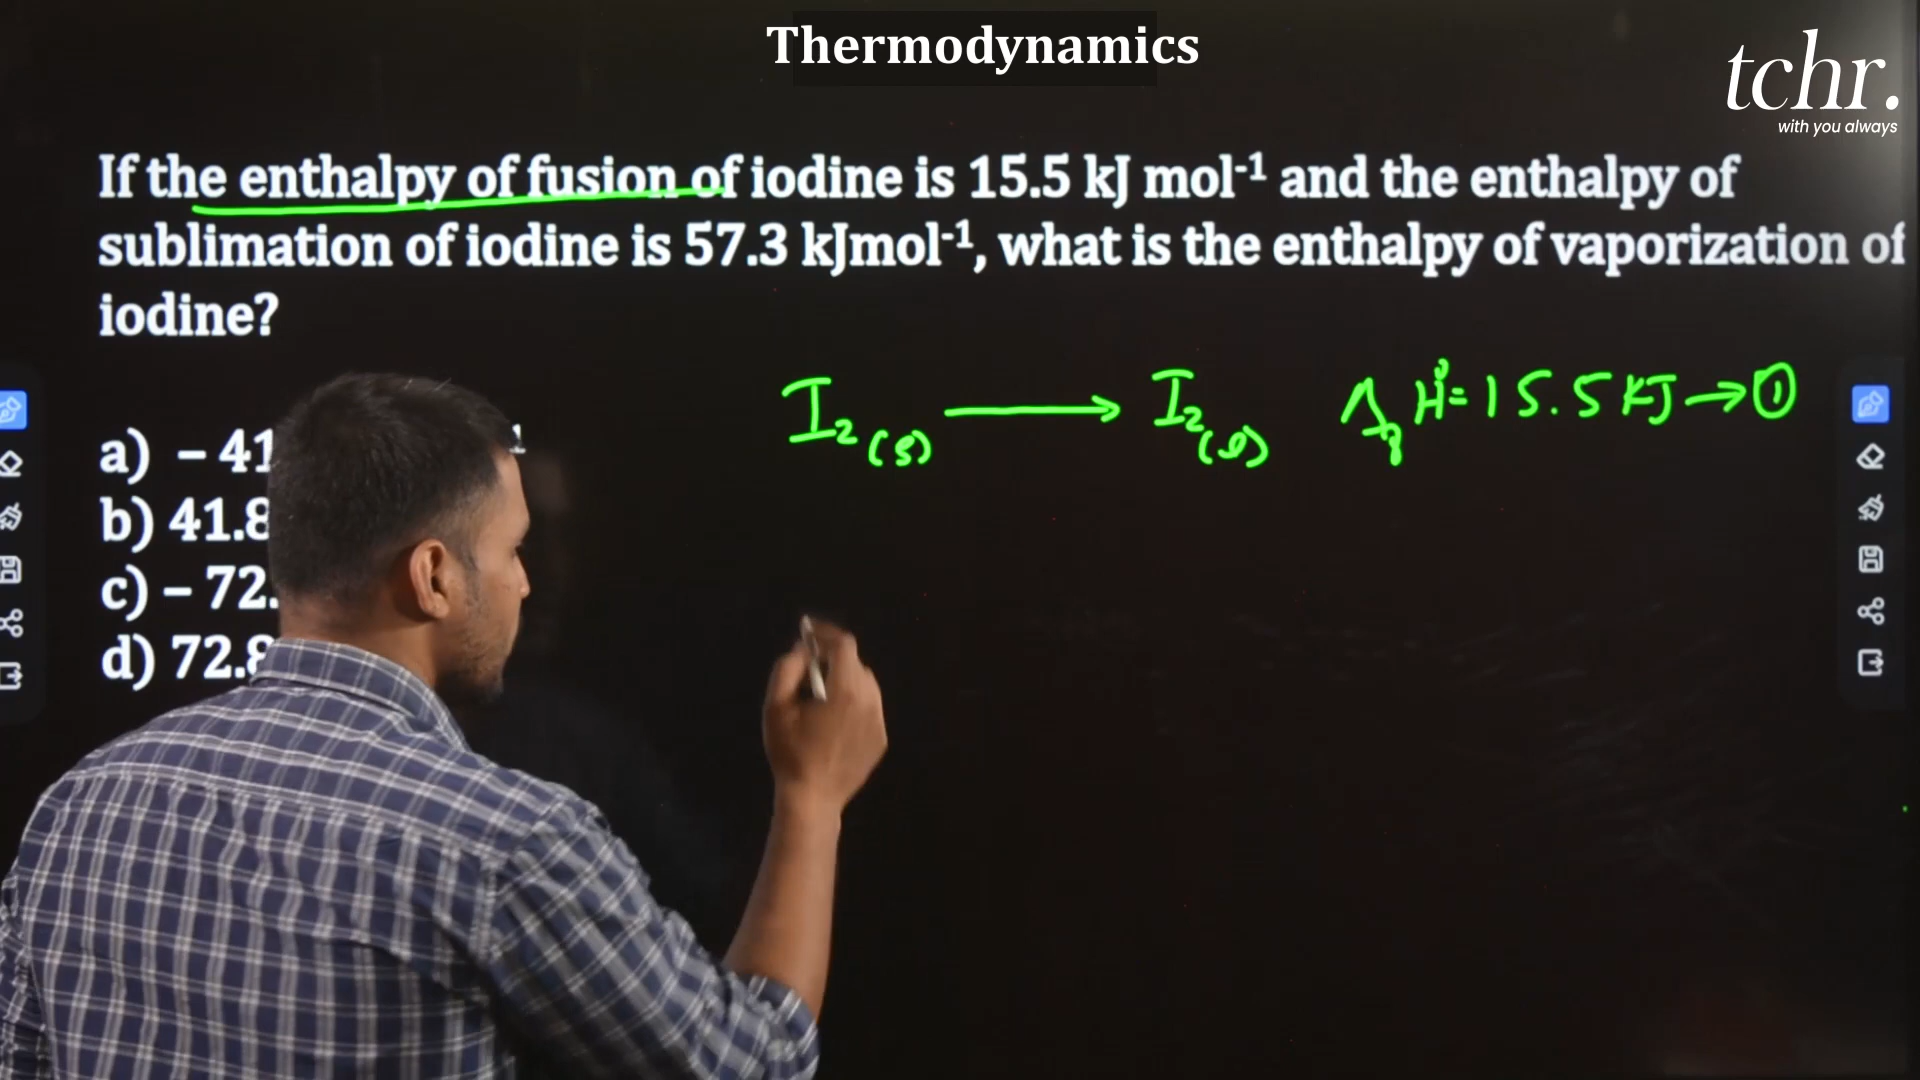 Thermodynamics
tchr.
with you always
If the enthalpy of fusion of iodine is 15.5 kJ mol⁻¹ and the enthalpy of
sublimation of iodine is 57.3 kJmol⁻¹, what is the enthalpy of vaporization of
iodine?
I₂(s) ⟶ I₂(l) Δ_f H° = 15.5 KJ → ①
a) – 41
b) 41.8
c) – 72.
d) 72.8